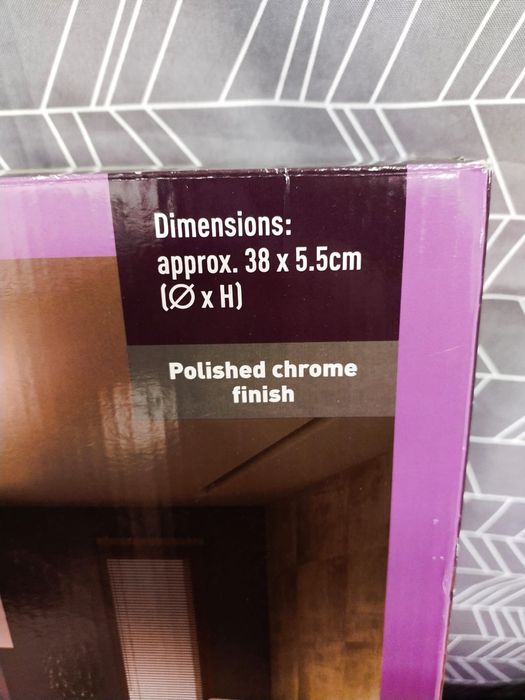 Dimensions:
approx. 38 x 5.5cm
(Ø x H)
Polished chrome
finish